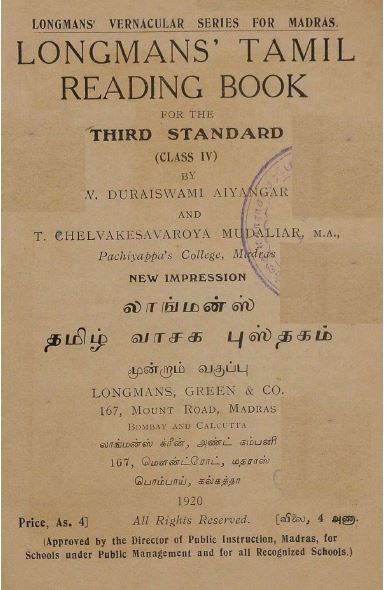 LONGMANS' VERNACULAR SERIES FOR MADRAS.
LONGMANS' TAMIL
READING BOOK
FOR THE
THIRD STANDARD
(CLASS IV)
BY
V. DURAISWAMI AIYANGAR
AND
T. CHELVAKESAVAROYA MUDALIAR, M.A.,
Pachiyappa's College, Madras
NEW IMPRESSION
லாங்மன்ஸ்
தமிழ் வாசக புஸ்தகம்
மூன்றாம் வகுப்பு
LONGMANS, GREEN & CO.
167, MOUNT ROAD, MADRAS
BOMBAY AND CALCUTTA
லாங்மன்ஸ் க்ரீன், அண்ட் கம்பனி
167, மௌண்ட்ரோட், மதராஸ்
பொம்பாய், கல்கத்தா
1920
Price, As. 4] All Rights Reserved. [விலை, 4 அணா.
(Approved by the Director of Public Instruction, Madras, for
Schools under Public Management and for all Recognized Schools.)